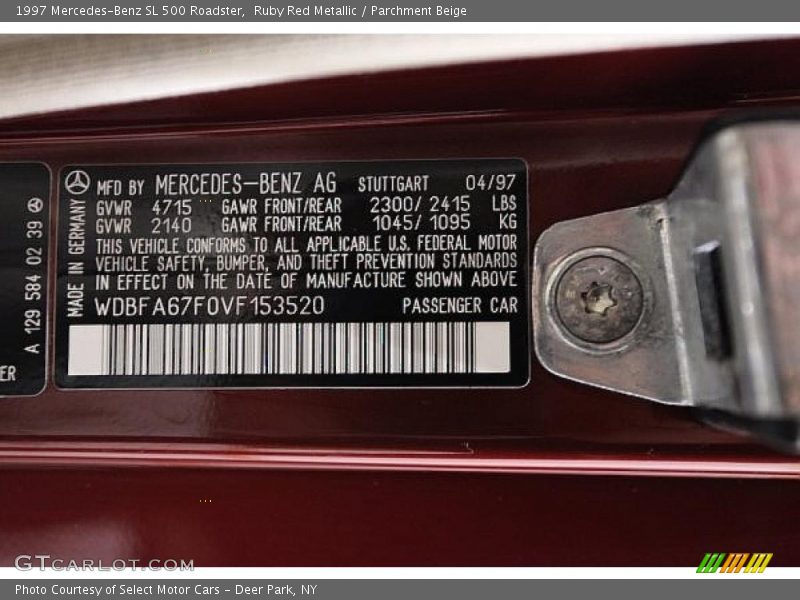 1997 Mercedes-Benz SL 500 Roadster,  Ruby Red Metallic / Parchment Beige
ER
A 129 584 02 39
MADE IN GERMANY
MFD BY MERCEDES-BENZ AG STUTTGART 04/97
GVWR 4715 GAWR FRONT/REAR 2300/ 2415 LBS
GVWR 2140 GAWR FRONT/REAR 1045/ 1095 KG
THIS VEHICLE CONFORMS TO ALL APPLICABLE U.S. FEDERAL MOTOR
VEHICLE SAFETY, BUMPER, AND THEFT PREVENTION STANDARDS
IN EFFECT ON THE DATE OF MANUFACTURE SHOWN ABOVE
WDBFA67F0VF153520 PASSENGER CAR
GTCARLOT.COM
Photo Courtesy of Select Motor Cars - Deer Park, NY